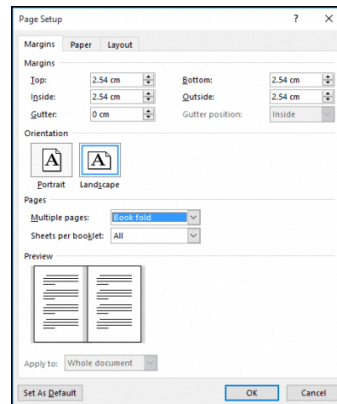 Page Setup ? ×
Margins Paper Layout
Margins
Top: 2.54 cm Bottom: 2.54 cm
Inside: 2.54 cm Outside: 2.54 cm
Gutter: 0 cm Gutter position: Inside
Orientation
A A
Portrait Landscape
Pages
Multiple pages: Book fold
Sheets per booklet: All
Preview
Apply to: Whole document
Set As Default OK Cancel